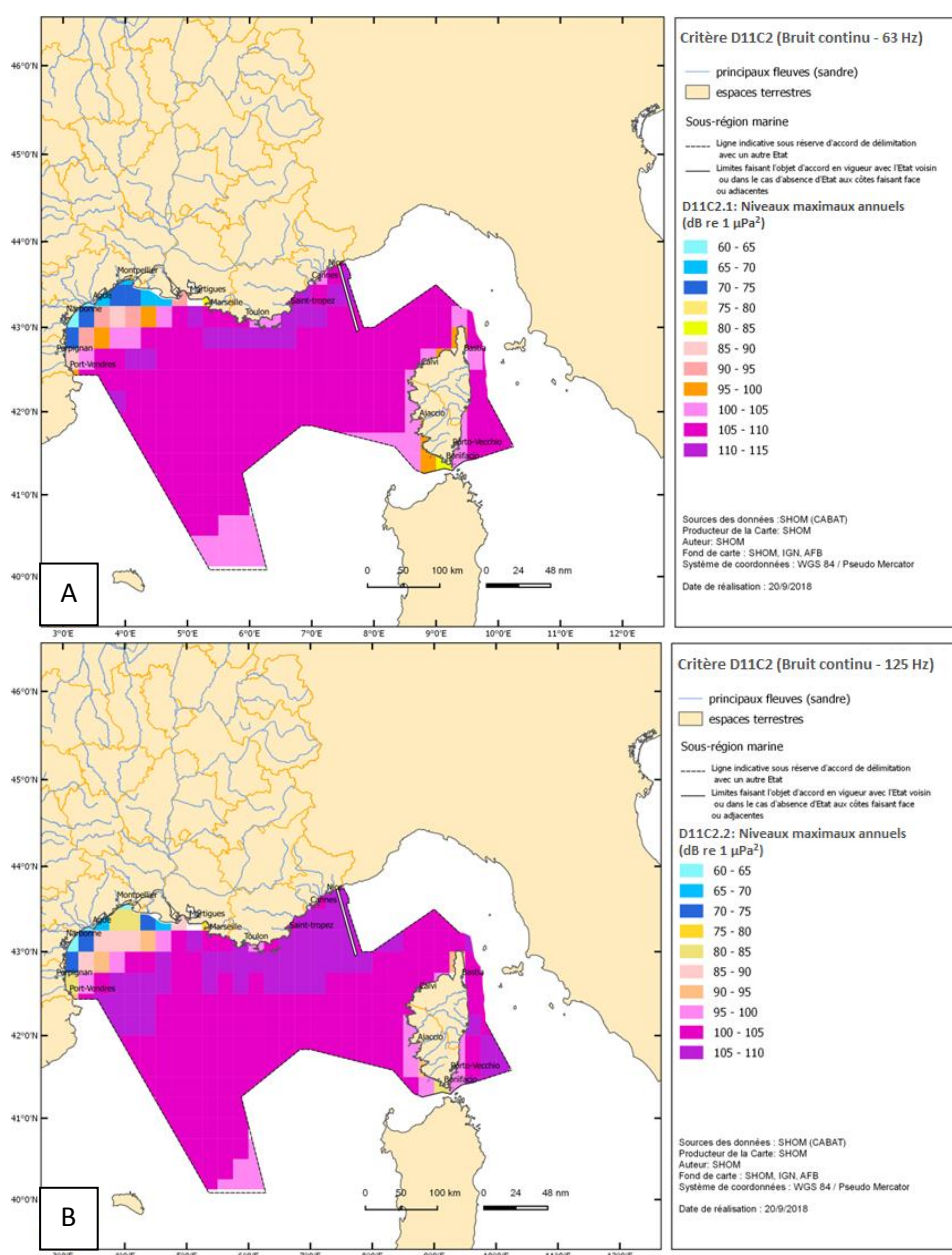 Critère D11C2 (Bruit continu - 63 Hz)
principaux fleuves (sandre)
espaces terrestres
Sous-région marine
Ligne indicative sous réserve d'accord de délimitation
avec un autre Etat
Limites faisant l'objet d'accord en vigueur avec l'Etat voisin
ou dans le cas d'absence d'Etat aux côtes faisant face
ou adjacentes
D11C2.1: Niveaux maximaux annuels
(dB re 1 µPa²)
60 - 65
65 - 70
70 - 75
75 - 80
80 - 85
85 - 90
90 - 95
95 - 100
100 - 105
105 - 110
110 - 115
Sources des données :SHOM (CABAT)
Producteur de la Carte: SHOM
Auteur: SHOM
Fond de carte : SHOM, IGN, AFB
Système de coordonnées : WGS 84 / Pseudo Mercator
Date de réalisation : 20/9/2018
46°0'N
45°0'N
44°0'N
43°0'N
42°0'N
41°0'N
40°0'N
Montpellier
Agde
Narbonne
Perpignan
Port-Vendres
Martigues
Marseille
Toulon
Saint-tropez
Cannes
Nice
Calvi
Bastia
Ajaccio
Porto-Vecchio
Bonifacio
0 50 100 km
0 24 48 nm
A
3°0'E 4°0'E 5°0'E 6°0'E 7°0'E 8°0'E 9°0'E 10°0'E 11°0'E 12°0'E
Critère D11C2 (Bruit continu - 125 Hz)
principaux fleuves (sandre)
espaces terrestres
Sous-région marine
Ligne indicative sous réserve d'accord de délimitation
avec un autre Etat
Limites faisant l'objet d'accord en vigueur avec l'Etat voisin
ou dans le cas d'absence d'Etat aux côtes faisant face
ou adjacentes
D11C2.2: Niveaux maximaux annuels
(dB re 1 µPa²)
60 - 65
65 - 70
70 - 75
75 - 80
80 - 85
85 - 90
90 - 95
95 - 100
100 - 105
105 - 110
Sources des données : SHOM (CABAT)
Producteur de la Carte: SHOM
Auteur: SHOM
Fond de carte : SHOM, IGN, AFB
Système de coordonnées : WGS 84 / Pseudo Mercator
Date de réalisation : 20/9/2018
46°0'N
45°0'N
44°0'N
43°0'N
42°0'N
41°0'N
40°0'N
Montpellier
Agde
Narbonne
Perpignan
Port-Vendres
Martigues
Marseille
Toulon
Saint-tropez
Cannes
Nice
Calvi
Bastia
Ajaccio
Porto-Vecchio
Bonifacio
0 50 100 km
0 24 48 nm
B